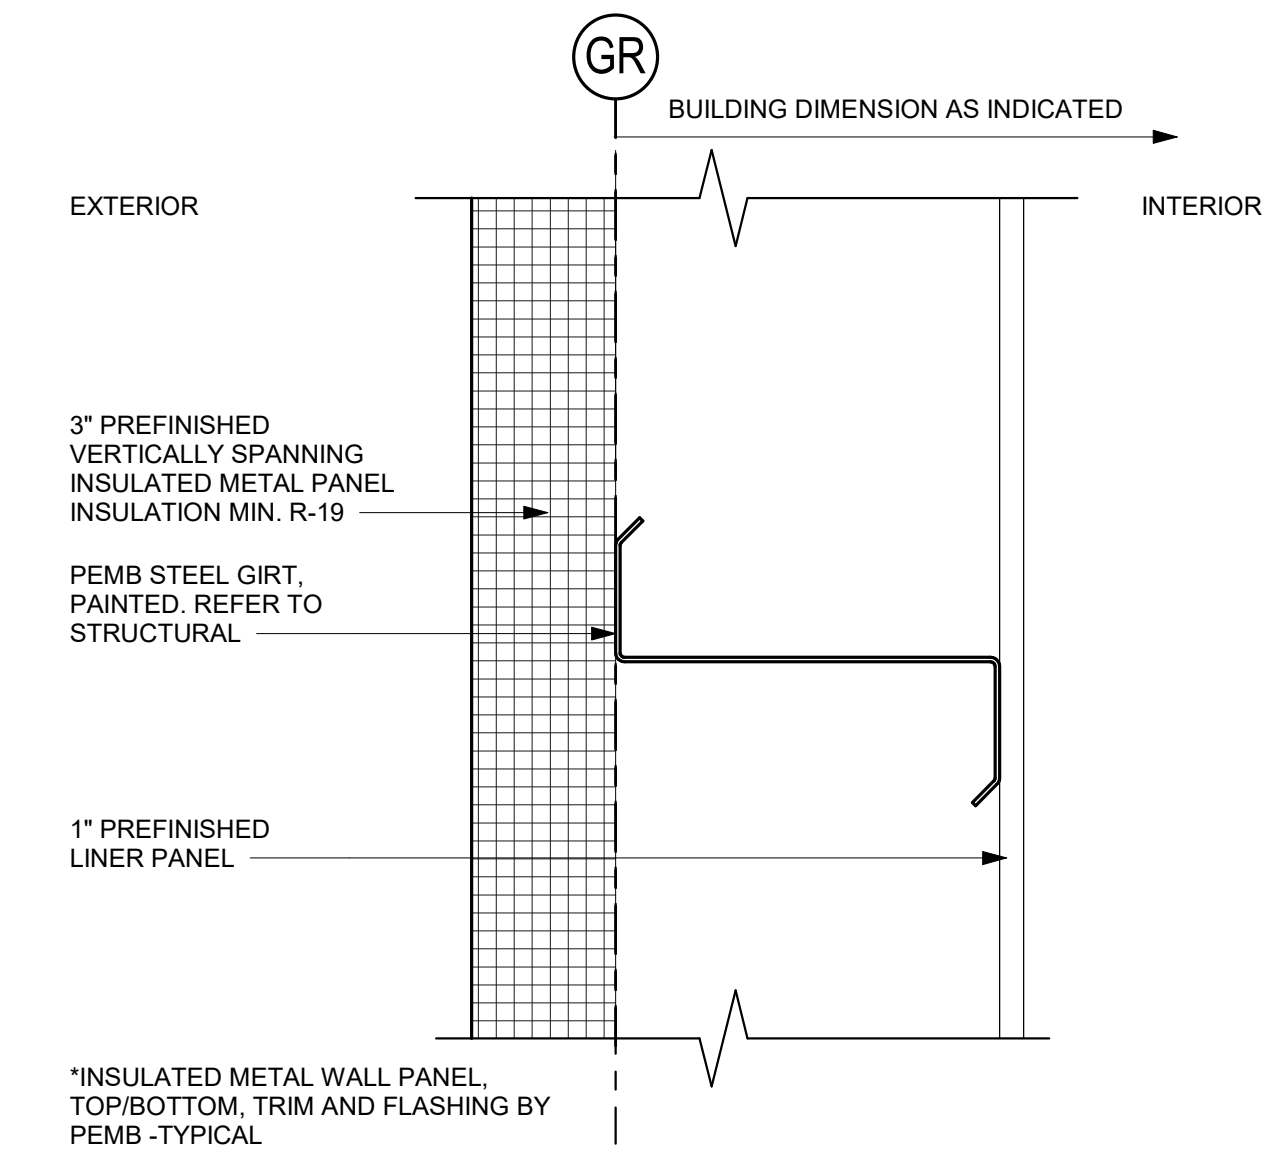 GR
BUILDING DIMENSION AS INDICATED
EXTERIOR
INTERIOR
3" PREFINISHED
VERTICALLY SPANNING
INSULATED METAL PANEL
INSULATION MIN. R-19
PEMB STEEL GIRT,
PAINTED. REFER TO
STRUCTURAL
1" PREFINISHED
LINER PANEL
*INSULATED METAL WALL PANEL,
TOP/BOTTOM, TRIM AND FLASHING BY
PEMB -TYPICAL